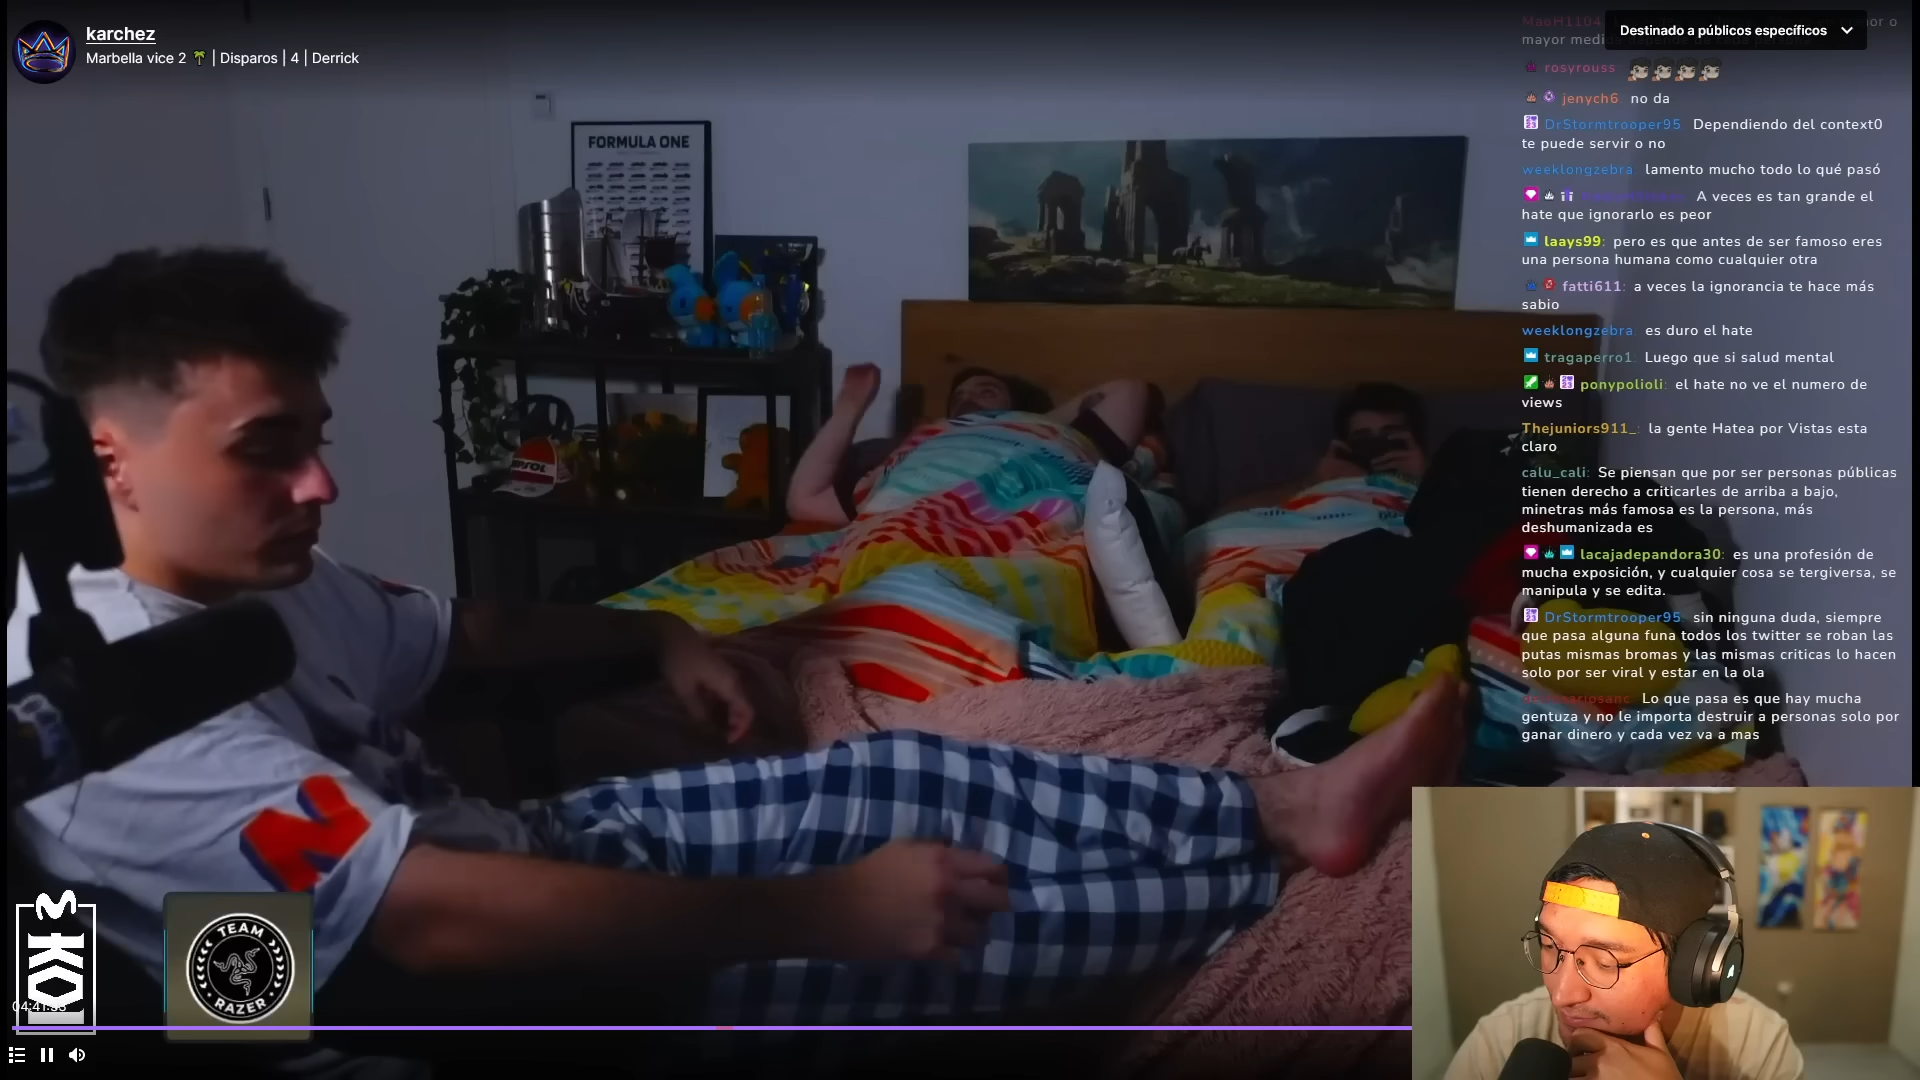 karchez
Marbella vice 2 🌴 | Disparos | 4 | Derrick
Destinado a públicos específicos
FORMULA ONE
mayor
rosyrouss
jenych6 no da
DrStormtrooper95 Dependiendo del context0
te puede servir o no
weeklongzebra: lamento mucho todo lo qué pasó
A veces es tan grande el
hate que ignorarlo es peor
laays99: pero es que antes de ser famoso eres
una persona humana como cualquier otra
fatti611: a veces la ignorancia te hace más
sabio
weeklongzebra: es duro el hate
tragaperro1: Luego que si salud mental
ponypolioli: el hate no ve el numero de
views
Thejuniors911_: la gente Hatea por Vistas esta
claro
calu_cali: Se piensan que por ser personas públicas
tienen derecho a criticarles de arriba a bajo,
minetras más famosa es la persona, más
deshumanizada es
lacajadepandora30: es una profesión de
mucha exposición, y cualquier cosa se tergiversa, se
manipula y se edita.
DrStormtrooper95: sin ninguna duda, siempre
que pasa alguna funa todos los twitter se roban las
putas mismas bromas y las mismas criticas lo hacen
solo por ser viral y estar en la ola
Lo que pasa es que hay mucha
gentuza y no le importa destruir a personas solo por
ganar dinero y cada vez va a mas
KOI
TEAM
RAZER